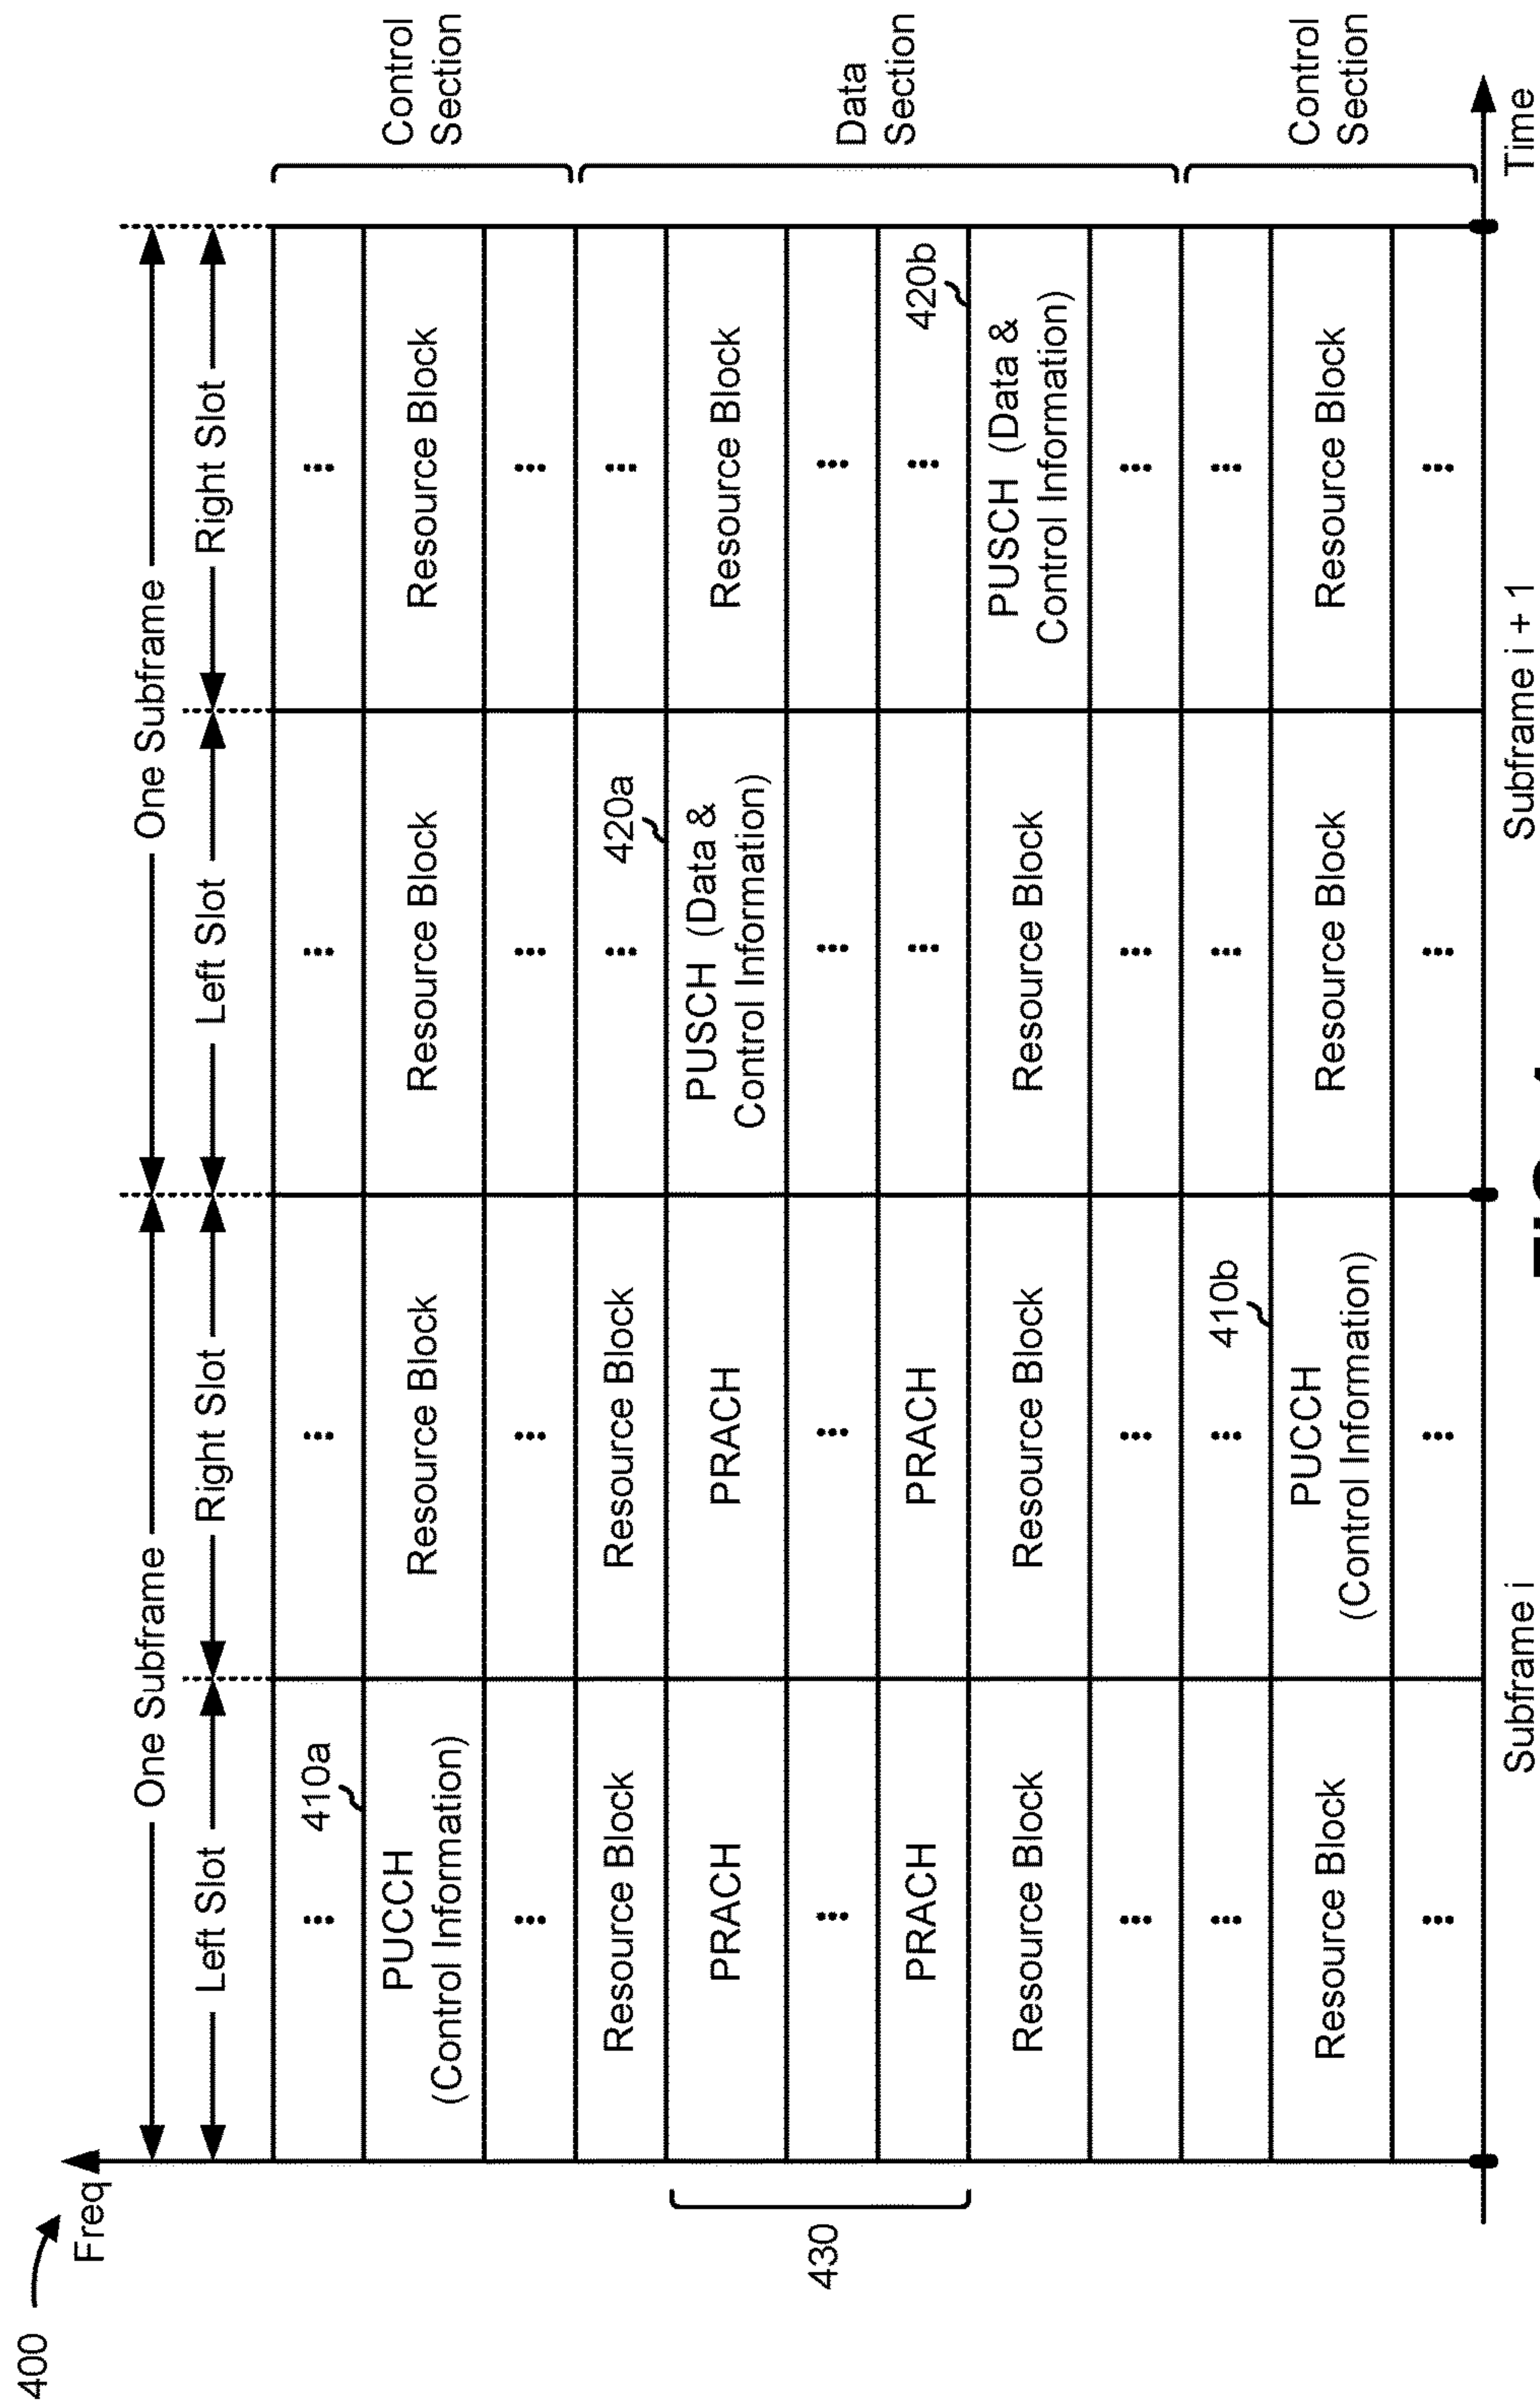 400
Freq
One Subframe
One Subframe
Left Slot
Right Slot
Left Slot
Right Slot
410a
Control
Section
PUCCH
(Control Information)
Resource Block
Resource Block
Resource Block
Resource Block
Resource Block
420a
430
PRACH
PRACH
PUSCH (Data &
Control Information)
Resource Block
Data
Section
PRACH
PRACH
420b
Resource Block
Resource Block
Resource Block
PUSCH (Data &
Control Information)
410b
Resource Block
PUCCH
(Control Information)
Resource Block
Resource Block
Control
Section
Subframe i
Subframe i + 1
Time